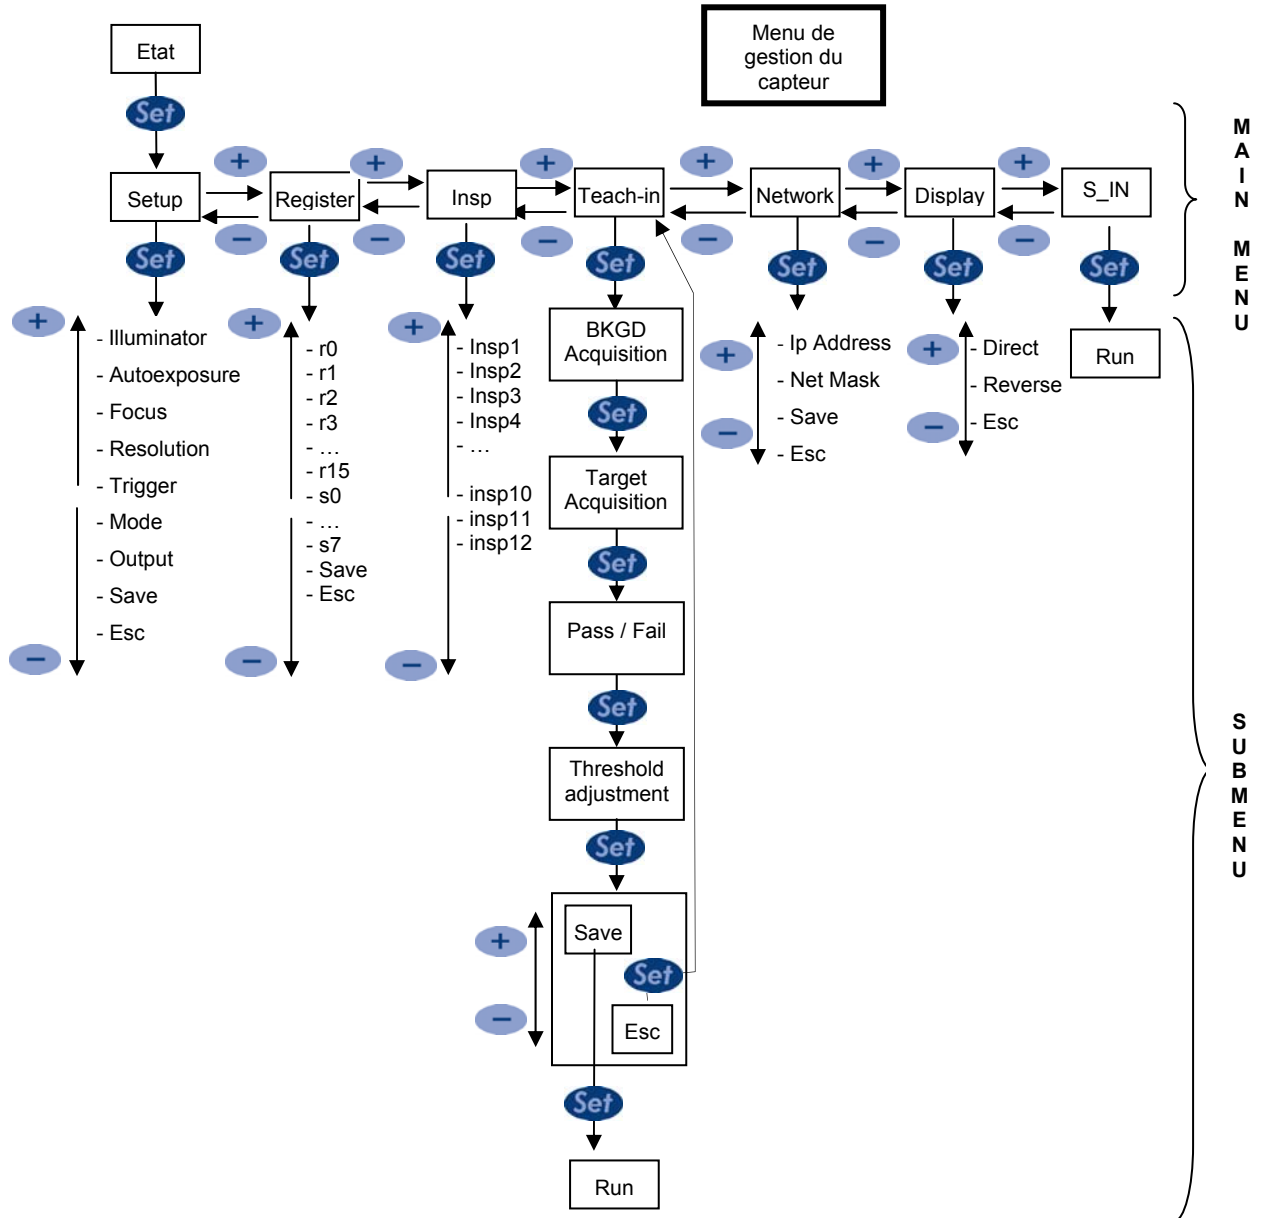 Menu de
gestion du
capteur
Etat
Set
+ + + + + +
Setup Register Insp Teach-in Network Display S_IN
− − − − − −
Set Set Set Set Set Set Set
M
A
I
N
M
E
N
U
+
−
- Illuminator
- Autoexposure
- Focus
- Resolution
- Trigger
- Mode
- Output
- Save
- Esc
+
−
- r0
- r1
- r2
- r3
- …
- r15
- s0
- …
- s7
- Save
- Esc
+
−
- Insp1
- Insp2
- Insp3
- Insp4
- …
- insp10
- insp11
- insp12
BKGD
Acquisition
Set
Target
Acquisition
Set
Pass / Fail
Set
Threshold
adjustment
Set
+
−
Save
Set
Esc
Set
Run
+
−
- Ip Address
- Net Mask
- Save
- Esc
+
−
- Direct
- Reverse
- Esc
Run
S
U
B
M
E
N
U